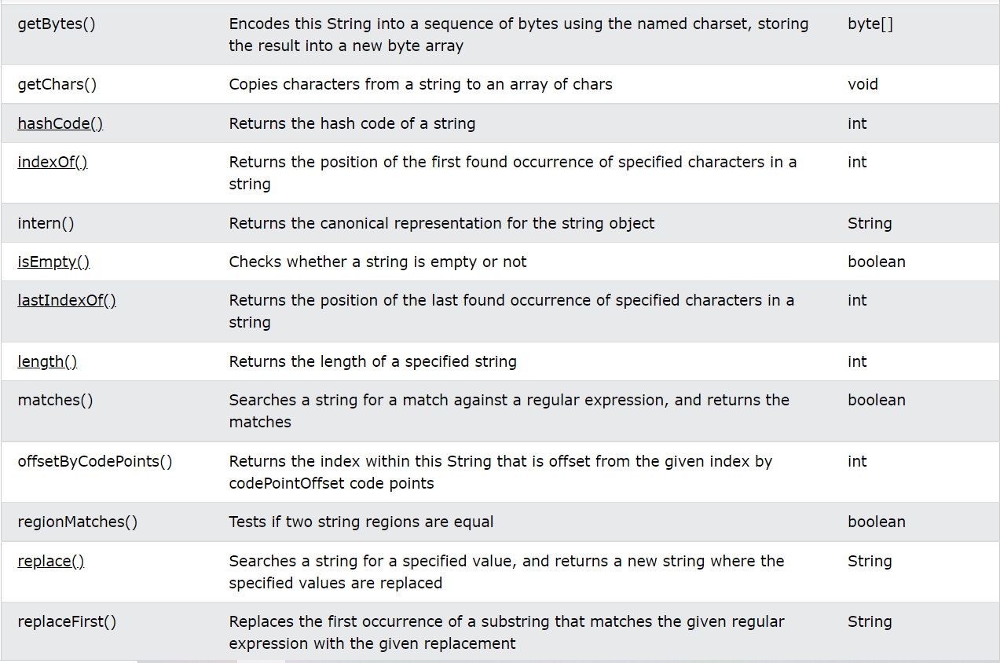 getBytes() Encodes this String into a sequence of bytes using the named charset, storing byte[]
the result into a new byte array
getChars() Copies characters from a string to an array of chars void
hashCode() Returns the hash code of a string int
indexOf() Returns the position of the first found occurrence of specified characters in a int
string
intern() Returns the canonical representation for the string object String
isEmpty() Checks whether a string is empty or not boolean
lastIndexOf() Returns the position of the last found occurrence of specified characters in a int
string
length() Returns the length of a specified string int
matches() Searches a string for a match against a regular expression, and returns the boolean
matches
offsetByCodePoints() Returns the index within this String that is offset from the given index by int
codePointOffset code points
regionMatches() Tests if two string regions are equal boolean
replace() Searches a string for a specified value, and returns a new string where the String
specified values are replaced
replaceFirst() Replaces the first occurrence of a substring that matches the given regular String
expression with the given replacement